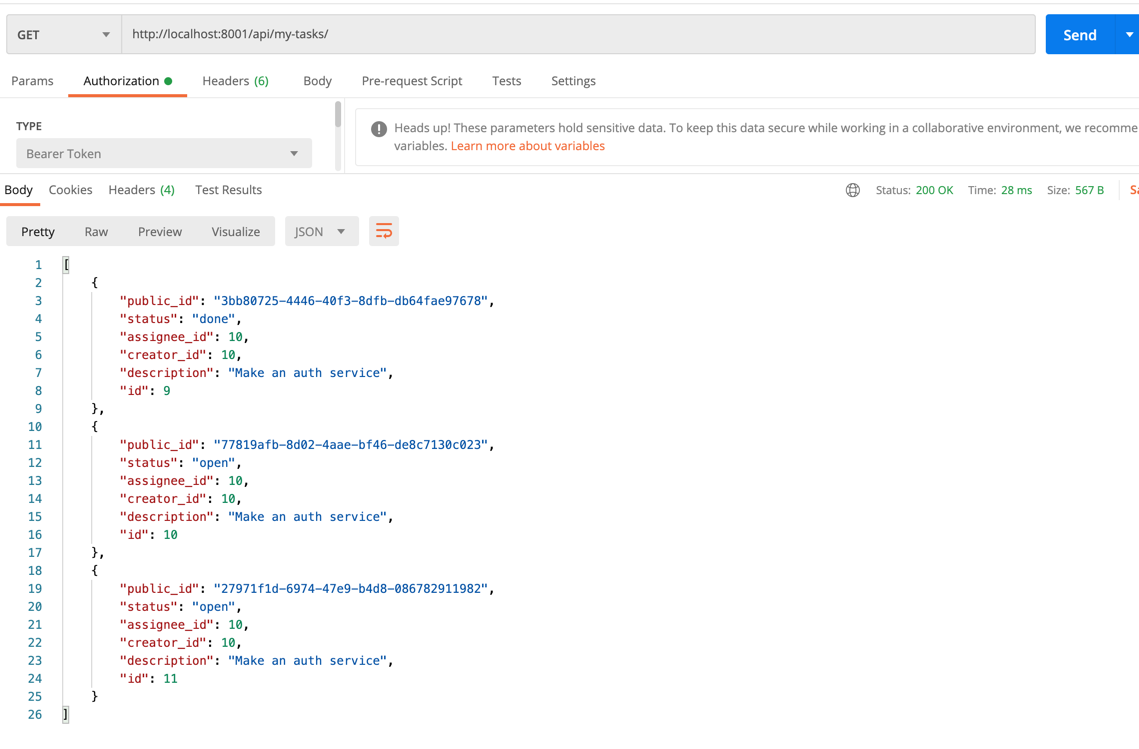 GET http://localhost:8001/api/my-tasks/ Send
Params Authorization Headers (6) Body Pre-request Script Tests Settings
TYPE
Bearer Token
Heads up! These parameters hold sensitive data. To keep this data secure while working in a collaborative environment, we recomme
variables. Learn more about variables
Body Cookies Headers (4) Test Results Status: 200 OK Time: 28 ms Size: 567 B Sa
Pretty Raw Preview Visualize JSON
1 [
2 {
3 "public_id": "3bb80725-4446-40f3-8dfb-db64fae97678",
4 "status": "done",
5 "assignee_id": 10,
6 "creator_id": 10,
7 "description": "Make an auth service",
8 "id": 9
9 },
10 {
11 "public_id": "77819afb-8d02-4aae-bf46-de8c7130c023",
12 "status": "open",
13 "assignee_id": 10,
14 "creator_id": 10,
15 "description": "Make an auth service",
16 "id": 10
17 },
18 {
19 "public_id": "27971f1d-6974-47e9-b4d8-086782911982",
20 "status": "open",
21 "assignee_id": 10,
22 "creator_id": 10,
23 "description": "Make an auth service",
24 "id": 11
25 }
26 ]